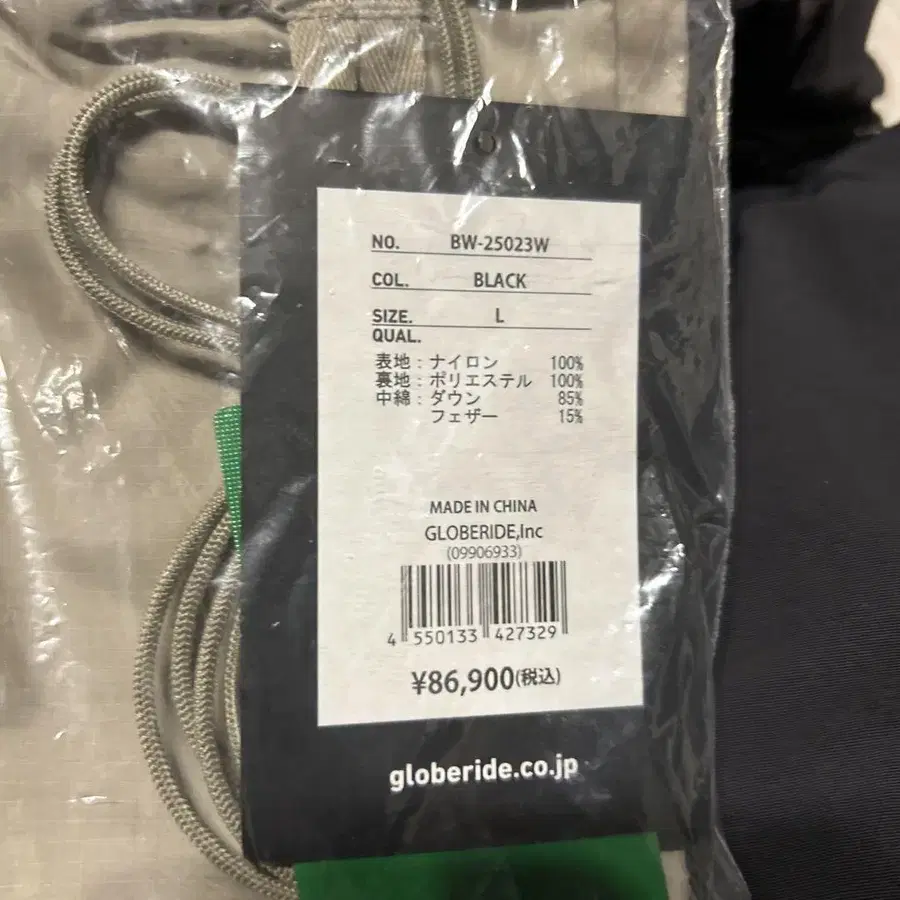 NO. BW-25023W
COL. BLACK
SIZE. L
QUAL.
表地:ナイロン 100%
裏地:ポリエステル 100%
中綿:ダウン 85%
フェザー 15%
MADE IN CHINA
GLOBERIDE,Inc
(09906933)
4 550133 427329
¥86,900(税込)
globeride.co.jp